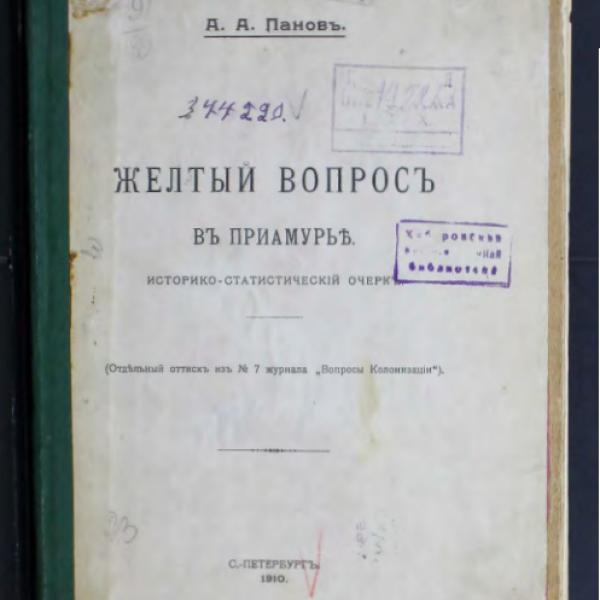 А. А. Пановъ.
344220.
ЖЕЛТЫЙ ВОПРОСЪ
ВЪ ПРИАМУРЬѢ.
ИСТОРИКО-СТАТИСТИЧЕСКІЙ ОЧЕРКЪ.
библиотека
(Отдѣльный оттискъ изъ № 7 журнала „Вопросы Колонизаціи“).
С.-ПЕТЕРБУРГЪ.
1910.